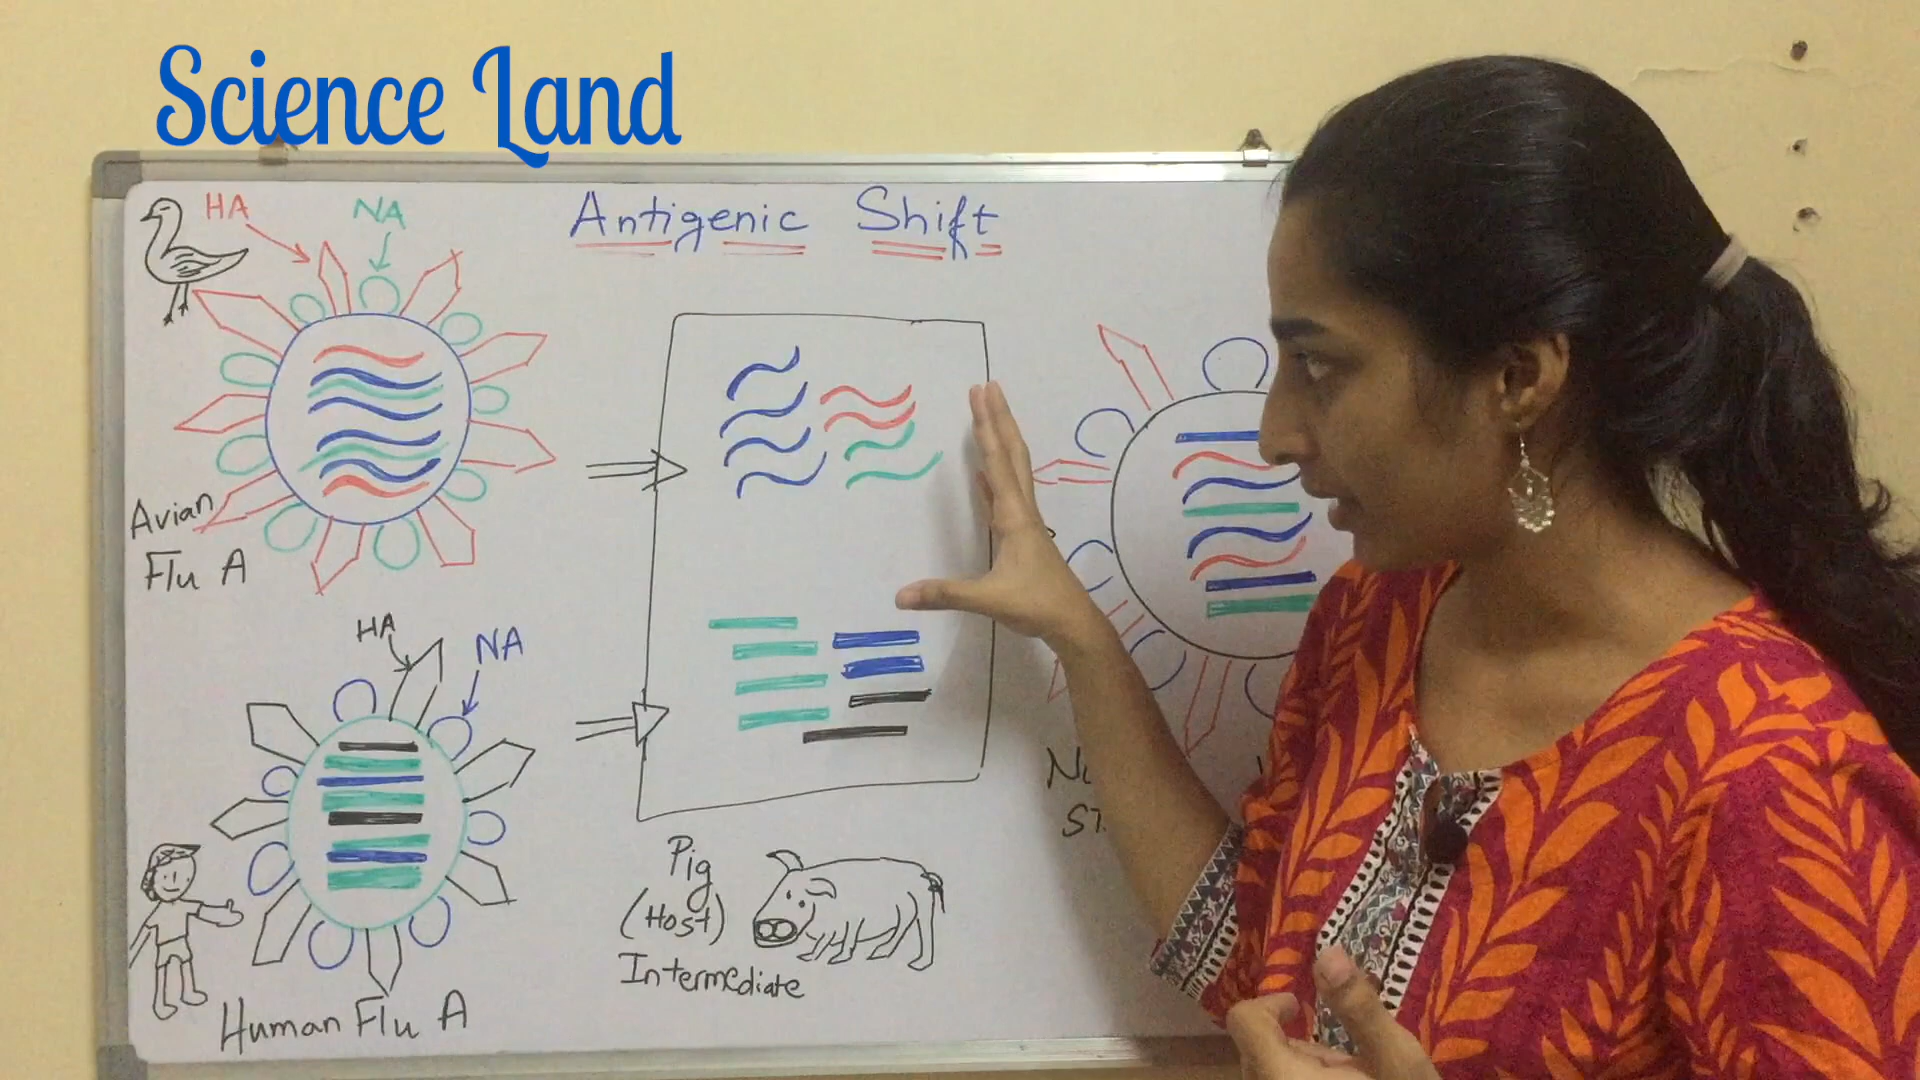 Science Land
HA
NA
Antigenic Shift
Avian
Flu A
HA
NA
Pig
(Host)
Intermediate
Human Flu A